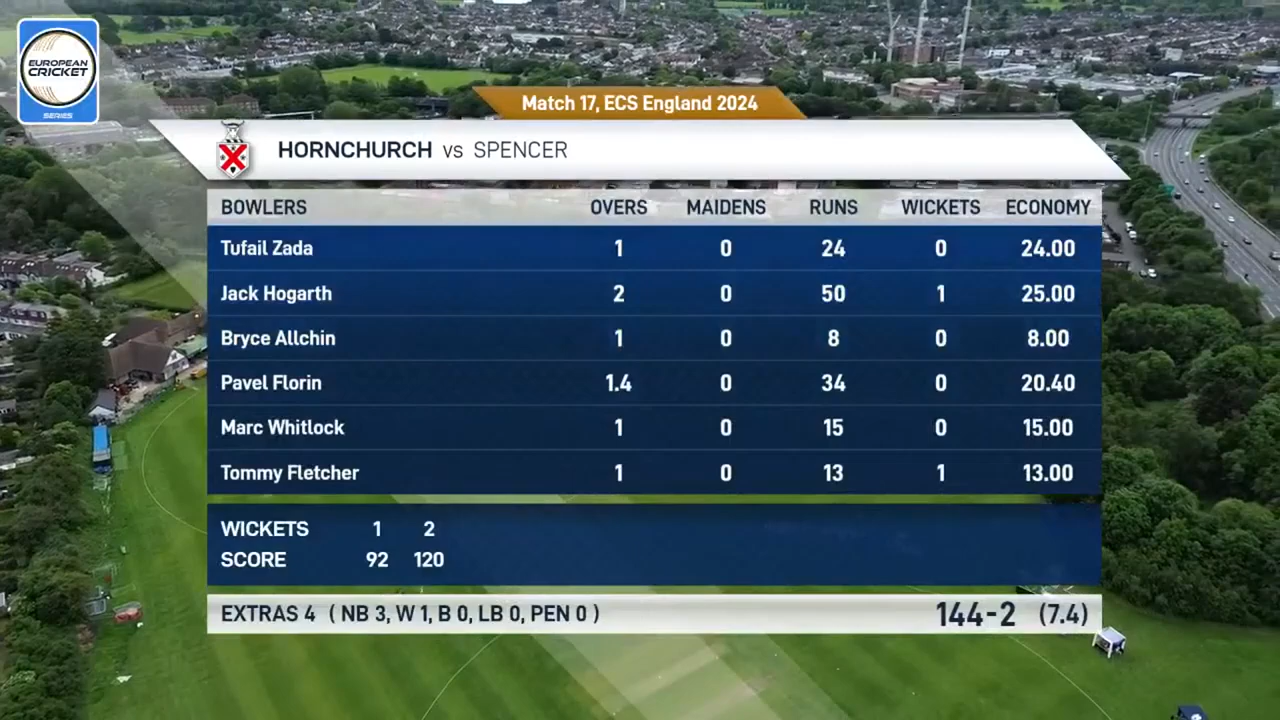 EUROPEAN
CRICKET
SERIES
Match 17, ECS England 2024
HORNCHURCH vs SPENCER
BOWLERS OVERS MAIDENS RUNS WICKETS ECONOMY
Tufail Zada 1 0 24 0 24.00
Jack Hogarth 2 0 50 1 25.00
Bryce Allchin 1 0 8 0 8.00
Pavel Florin 1.4 0 34 0 20.40
Marc Whitlock 1 0 15 0 15.00
Tommy Fletcher 1 0 13 1 13.00
WICKETS 1 2
SCORE 92 120
EXTRAS 4 ( NB 3, W 1, B 0, LB 0, PEN 0 ) 144-2 (7.4)